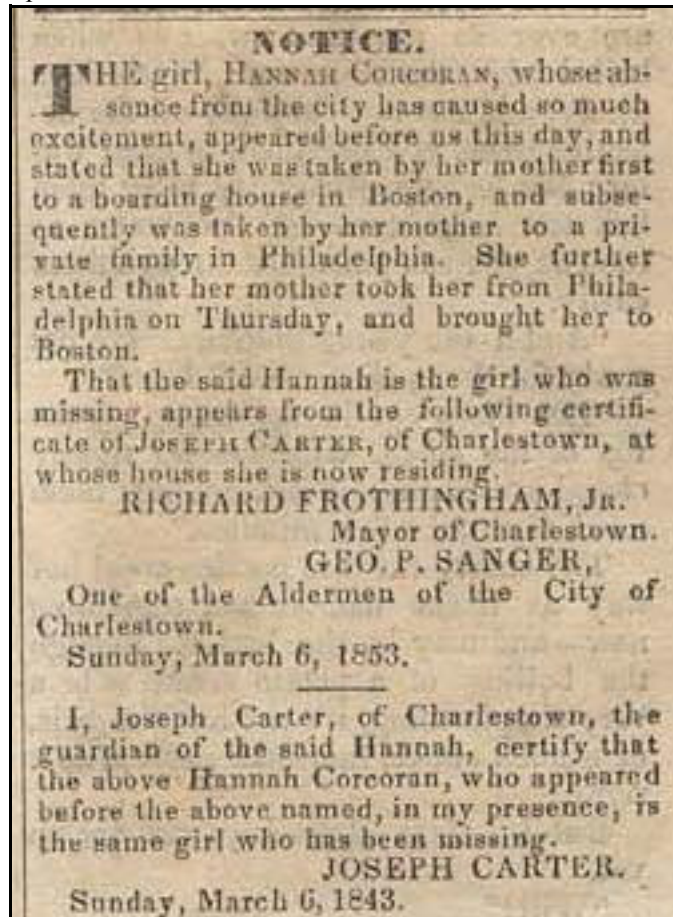 NOTICE.
THE girl, HANNAH CORCORAN, whose ab-
sence from the city has caused so much
excitement, appeared before us this day, and
stated that she was taken by her mother first
to a boarding house in Boston, and subse-
quently was taken by her mother to a pri-
vate family in Philadelphia. She further
stated that her mother took her from Phila-
delphia on Thursday, and brought her to
Boston.
That the said Hannah is the girl who was
missing, appears from the following certifi-
cate of JOSEPH CARTER, of Charlestown, at
whose house she is now residing.
RICHARD FROTHINGHAM, JR.
Mayor of Charlestown.
GEO. P. SANGER,
One of the Aldermen of the City of
Charlestown.
Sunday, March 6, 1853.
I, Joseph Carter, of Charlestown, the
guardian of the said Hannah, certify that
the above Hannah Corcoran, who appeared
before the above named, in my presence, is
the same girl who has been missing.
JOSEPH CARTER.
Sunday, March 6, 1843.